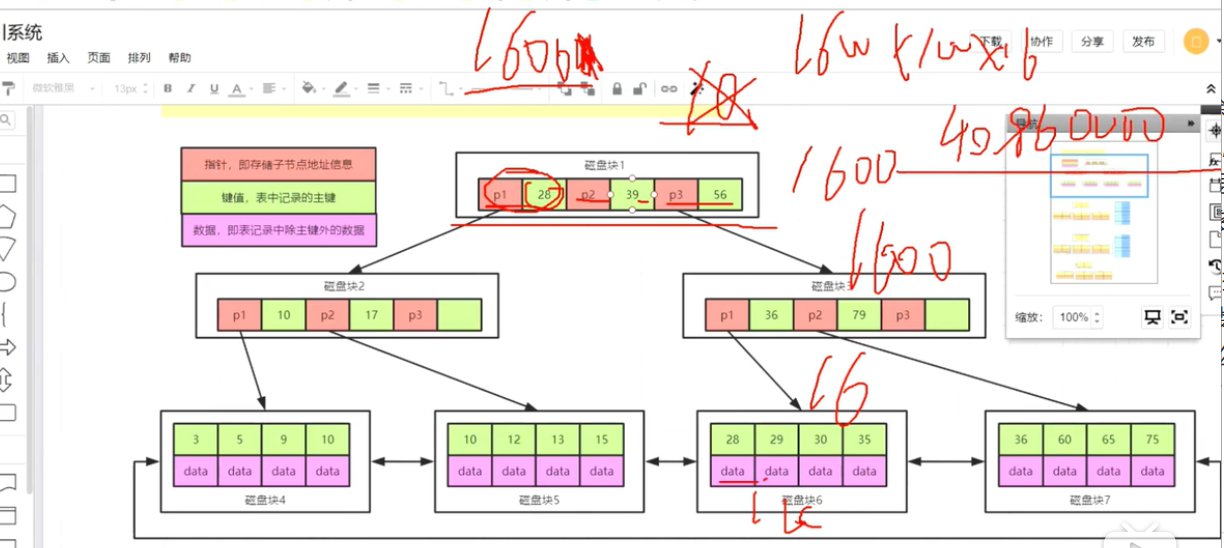 系统
视图 插入 页面 排列 帮助
下载 协作 分享 发布
微软雅黑 13px B I U A
1600
10
导航
40960000
指针，即存储子节点地址信息
键值，表中记录的主键
数据，即表记录中除主键外的数据
磁盘块1
p1 28 p2 39 p3 56
1600
1600
磁盘块2
p1 10 p2 17 p3
磁盘块3
p1 36 p2 79 p3
缩放： 100%
16
3 5 9 10
data data data data
磁盘块4
10 12 13 15
data data data data
磁盘块5
28 29 30 35
data data data data
磁盘块6
36 60 65 75
data data data data
磁盘块7
1k